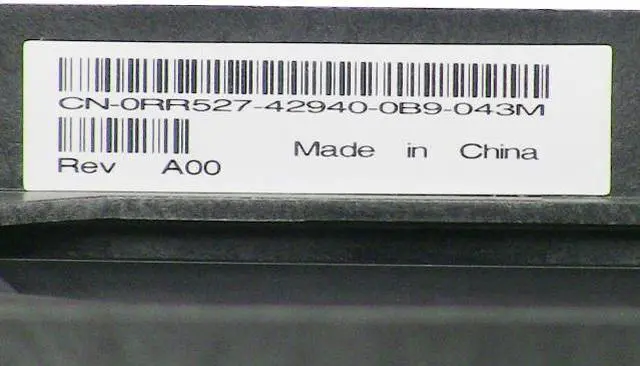 CN-0RR527-42940-0B9-043M
Rev A00 Made in China